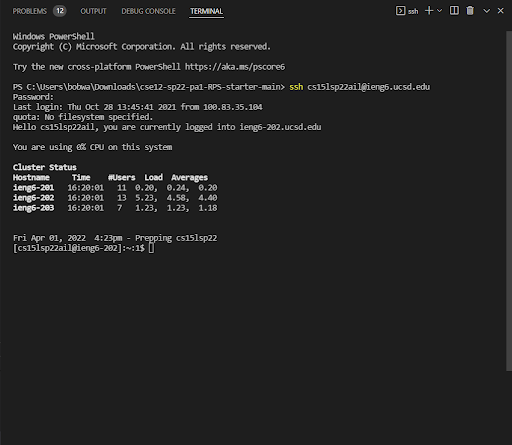 PROBLEMS 12 OUTPUT DEBUG CONSOLE TERMINAL ssh
Windows PowerShell
Copyright (C) Microsoft Corporation. All rights reserved.
Try the new cross-platform PowerShell https://aka.ms/pscore6
PS C:\Users\bobwa\Downloads\cse12-sp22-pa1-RPS-starter-main> ssh cs15lsp22ail@ieng6.ucsd.edu
Password:
Last login: Thu Oct 28 13:45:41 2021 from 100.83.35.104
quota: No filesystem specified.
Hello cs15lsp22ail, you are currently logged into ieng6-202.ucsd.edu
You are using 0% CPU on this system
Cluster Status
Hostname Time #Users Load Averages
ieng6-201 16:20:01 11 0.20, 0.24, 0.20
ieng6-202 16:20:01 13 5.23, 4.58, 4.40
ieng6-203 16:20:01 7 1.23, 1.23, 1.18
Fri Apr 01, 2022 4:23pm - Prepping cs15lsp22
[cs15lsp22ail@ieng6-202]:~:1$